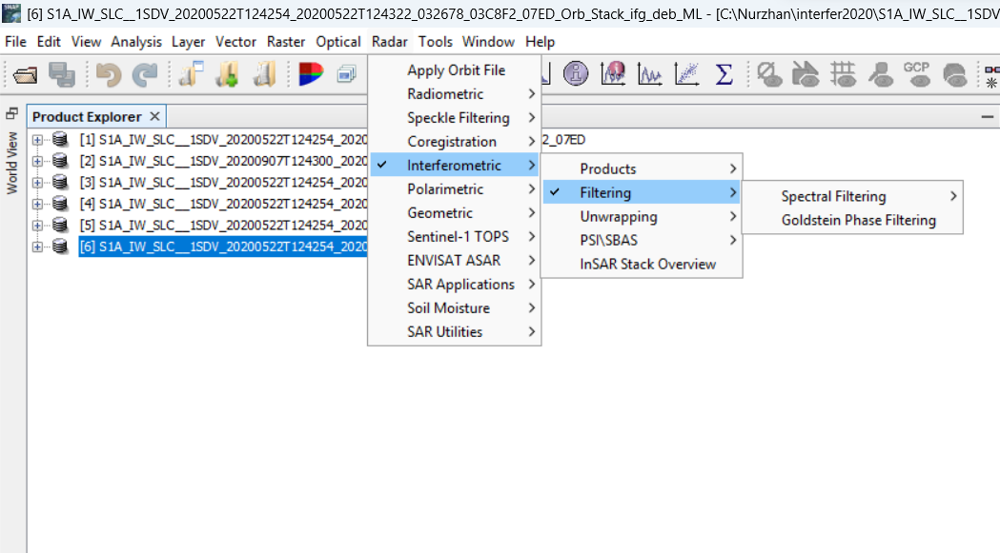 [6] S1A_IW_SLC__1SDV_20200522T124254_20200522T124322_032678_03C8F2_07ED_Orb_Stack_ifg_deb_ML - [C:\Nurzhan\interfer2020\S1A_IW_SLC__1SDV
File Edit View Analysis Layer Vector Raster Optical Radar Tools Window Help
GCP
Product Explorer
World View
[1] S1A_IW_SLC__1SDV_20200522T124254_2020
2_07ED
[2] S1A_IW_SLC__1SDV_20200907T124300_2020
[3] S1A_IW_SLC__1SDV_20200522T124254_2020
[4] S1A_IW_SLC__1SDV_20200522T124254_2020
[5] S1A_IW_SLC__1SDV_20200522T124254_2020
[6] S1A_IW_SLC__1SDV_20200522T124254_2020
Apply Orbit File
Radiometric
Speckle Filtering
Coregistration
Interferometric
Polarimetric
Geometric
Sentinel-1 TOPS
ENVISAT ASAR
SAR Applications
Soil Moisture
SAR Utilities
Products
Filtering
Unwrapping
PSI\SBAS
InSAR Stack Overview
Spectral Filtering
Goldstein Phase Filtering